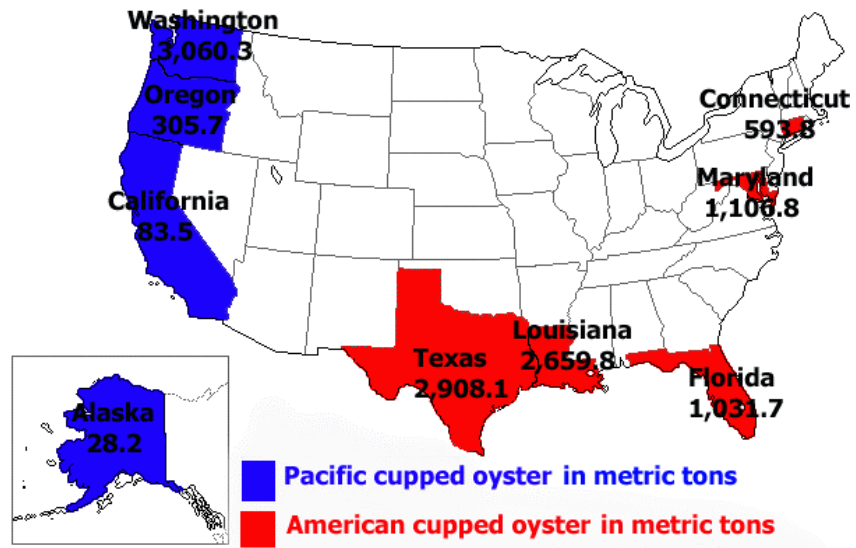 Washington
3,060.3
Oregon
305.7
Connecticut
593.8
Maryland
1,106.8
California
83.5
Louisiana
2,659.8
Texas
2,908.1
Florida
1,031.7
Alaska
28.2
Pacific cupped oyster in metric tons
American cupped oyster in metric tons